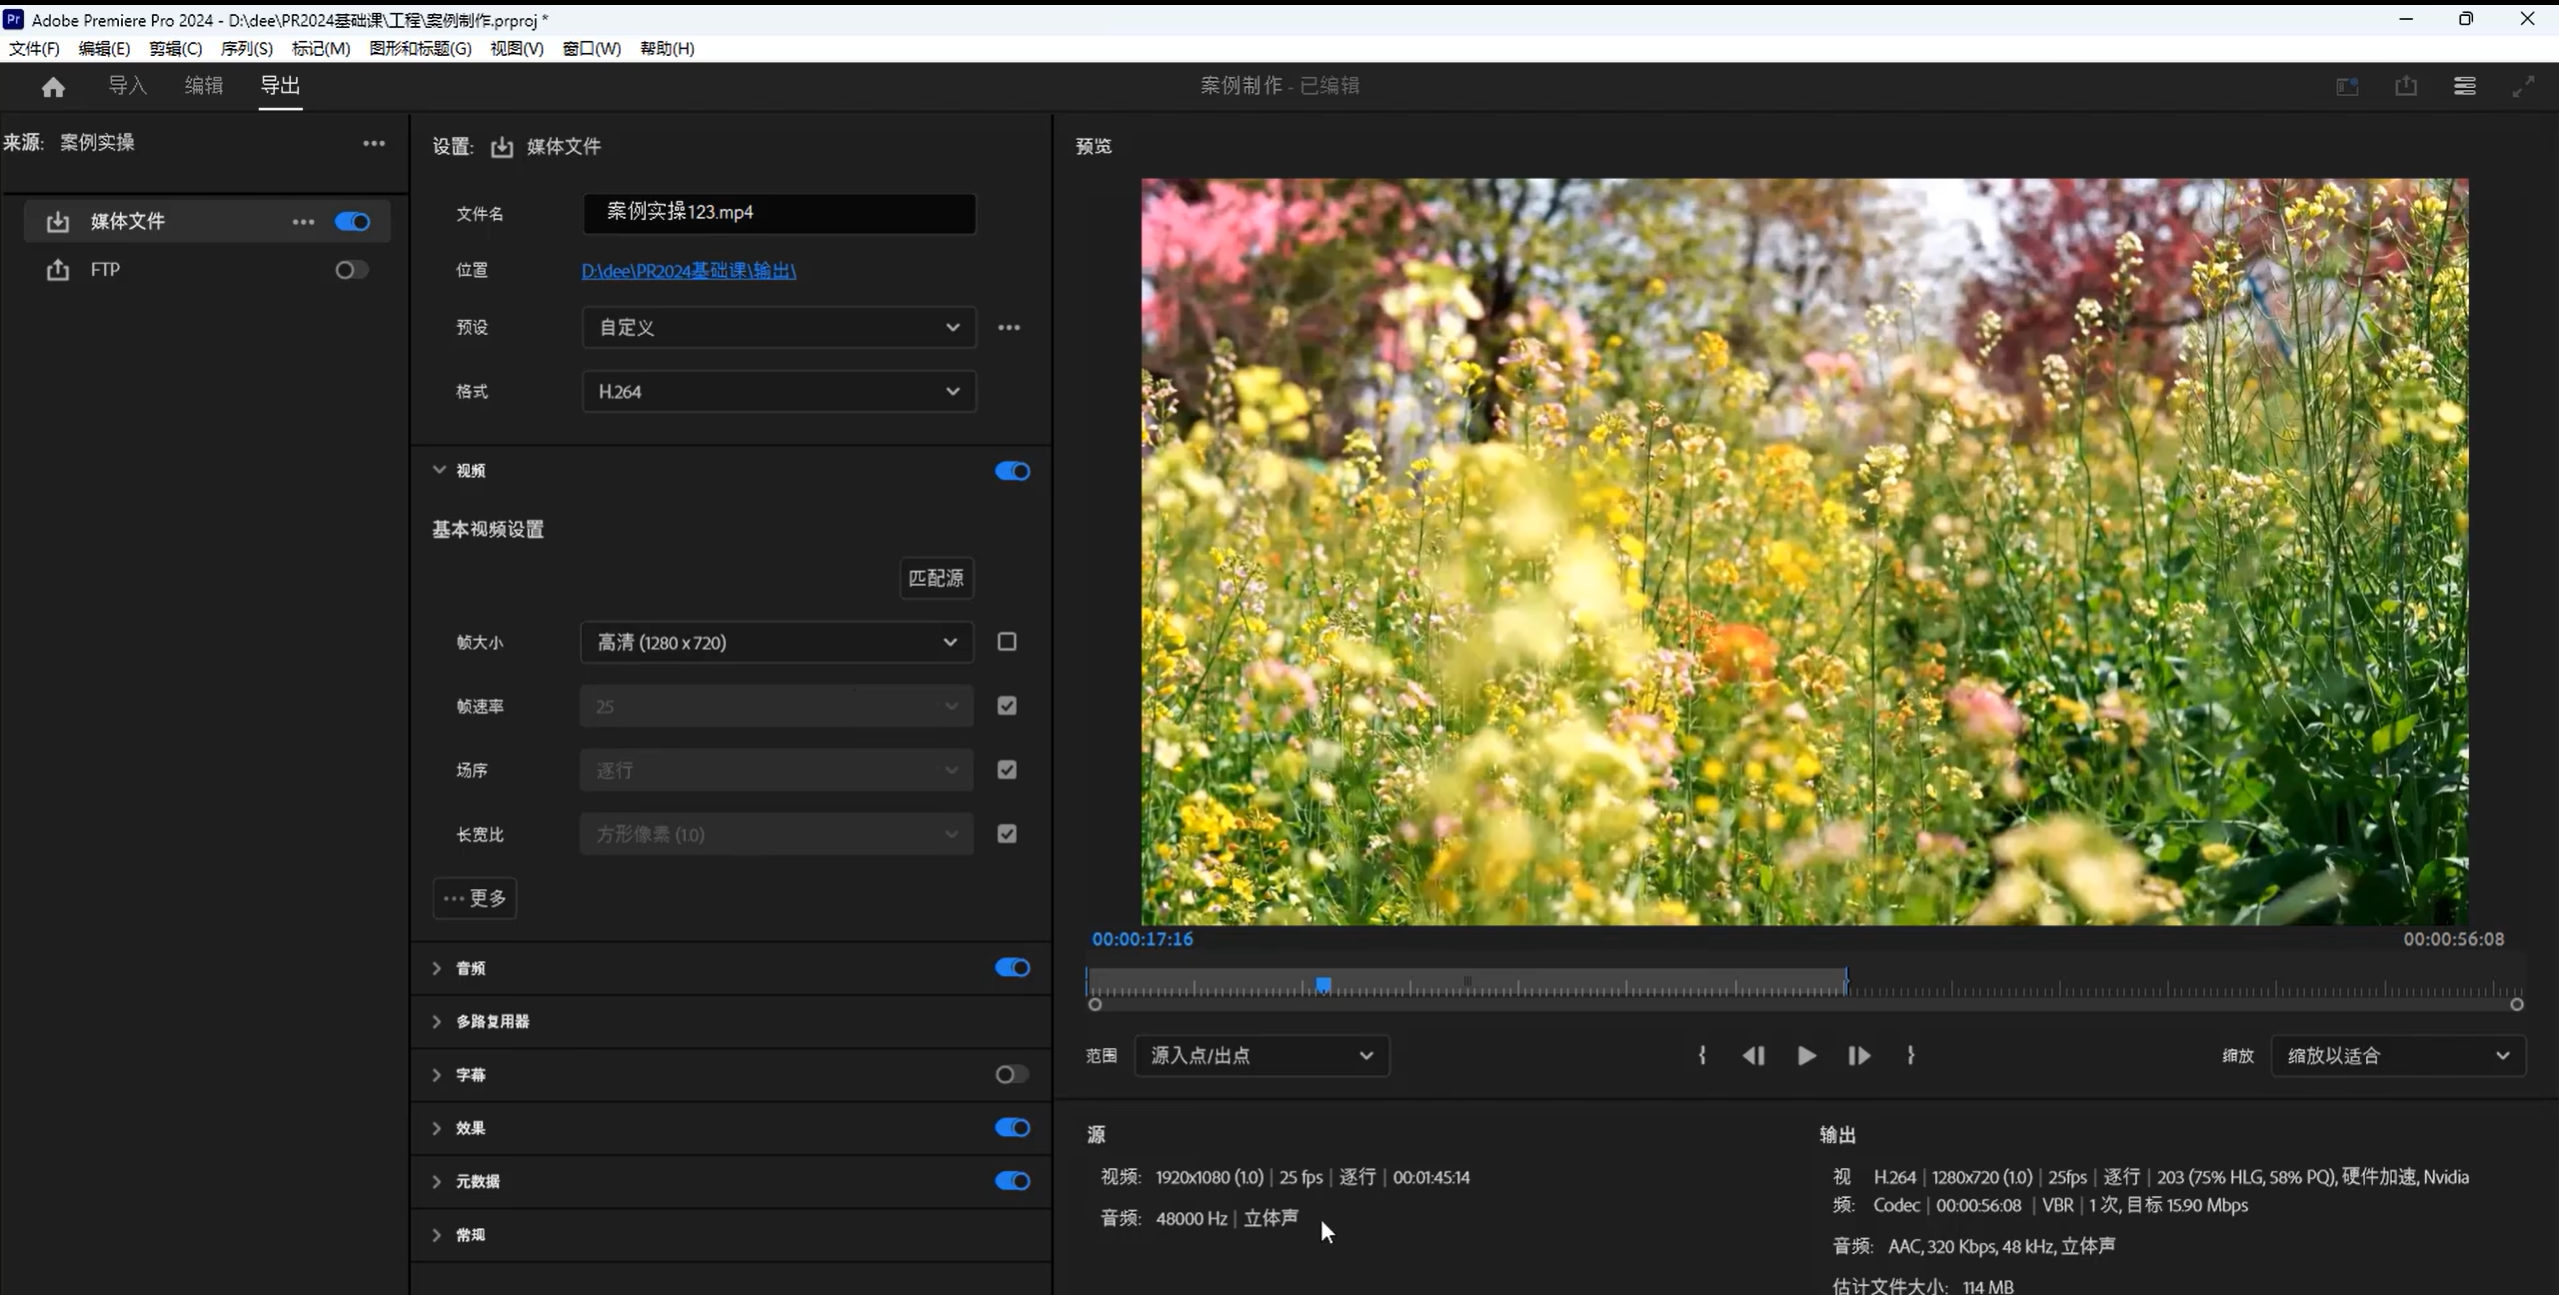 Adobe Premiere Pro 2024 - D:\dee\PR2024基础课\工程\案例制作.prproj *
文件(F) 编辑(E) 剪辑(C) 序列(S) 标记(M) 图形和标题(G) 视图(V) 窗口(W) 帮助(H)
导入 编辑 导出
案例制作 - 已编辑
来源: 案例实操
媒体文件
FTP
设置: 媒体文件
文件名 案例实操123.mp4
位置 D:\dee\PR2024基础课\输出\
预设 自定义
格式 H.264
视频
基本视频设置
匹配源
帧大小 高清 (1280 x 720)
帧速率 25
场序 逐行
长宽比 方形像素 (1.0)
更多
音频
多路复用器
字幕
效果
元数据
常规
预览
00:00:17:16 00:00:56:08
范围 源入点/出点
缩放 缩放以适合
源
视频: 1920x1080 (1.0) | 25 fps | 逐行 | 00:01:45:14
音频: 48000 Hz | 立体声
输出
视 H.264 | 1280x720 (1.0) | 25fps | 逐行 | 203 (75% HLG, 58% PQ), 硬件加速, Nvidia
频: Codec | 00:00:56:08 | VBR | 1 次, 目标 15.90 Mbps
音频: AAC, 320 Kbps, 48 kHz, 立体声
估计文件大小: 114 MB